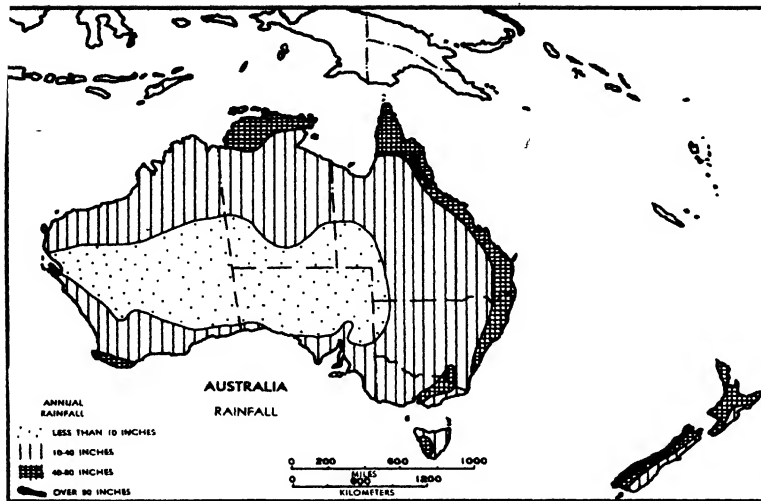 AUSTRALIA
RAINFALL
ANNUAL
RAINFALL
LESS THAN 10 INCHES
10-40 INCHES
40-80 INCHES
OVER 80 INCHES
0 200 600 1000
MILES
0 600 1200
KILOMETERS